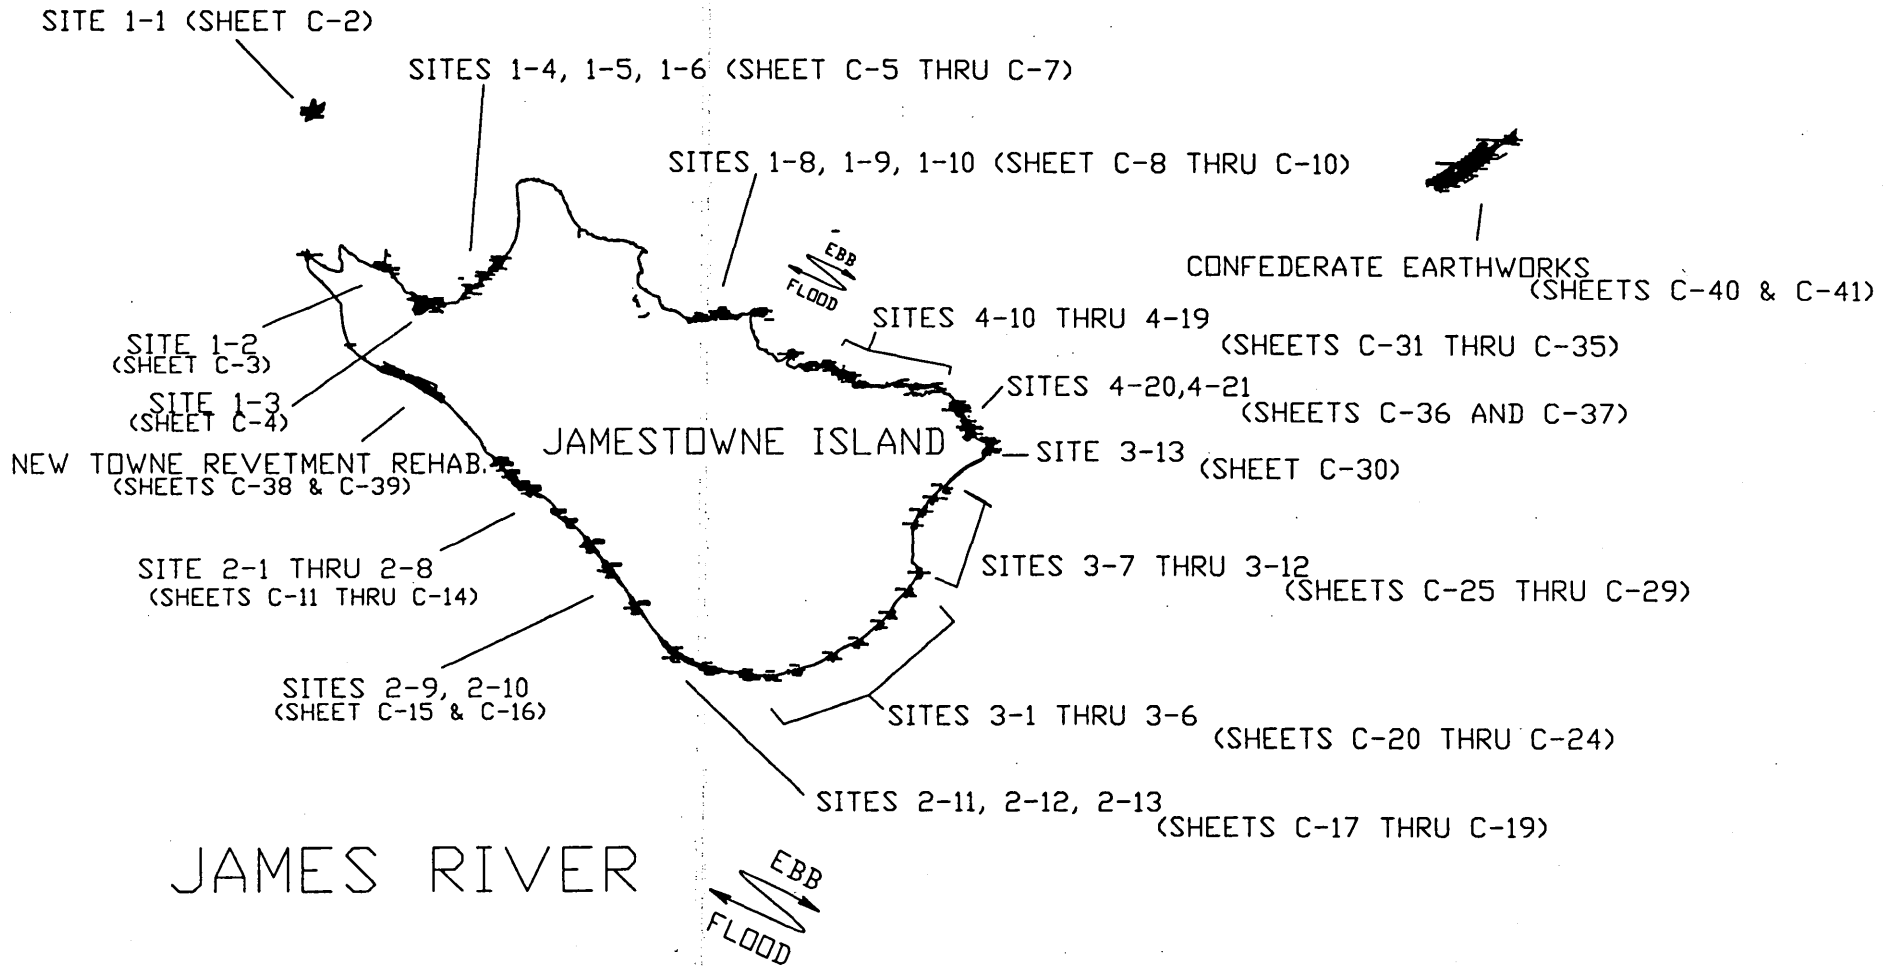 SITE 1-1 (SHEET C-2)
SITES 1-4, 1-5, 1-6 (SHEET C-5 THRU C-7)
SITES 1-8, 1-9, 1-10 (SHEET C-8 THRU C-10)
EBB
FLOOD
CONFEDERATE EARTHWORKS
(SHEETS C-40 & C-41)
SITES 4-10 THRU 4-19
(SHEETS C-31 THRU C-35)
SITE 1-2
(SHEET C-3)
SITE 1-3
(SHEET C-4)
SITES 4-20,4-21
(SHEETS C-36 AND C-37)
JAMESTOWNE ISLAND
SITE 3-13
(SHEET C-30)
NEW TOWNE REVETMENT REHAB.
(SHEETS C-38 & C-39)
SITE 2-1 THRU 2-8
(SHEETS C-11 THRU C-14)
SITES 3-7 THRU 3-12
(SHEETS C-25 THRU C-29)
SITES 2-9, 2-10
(SHEET C-15 & C-16)
SITES 3-1 THRU 3-6
(SHEETS C-20 THRU C-24)
SITES 2-11, 2-12, 2-13
(SHEETS C-17 THRU C-19)
JAMES RIVER
EBB
FLOOD